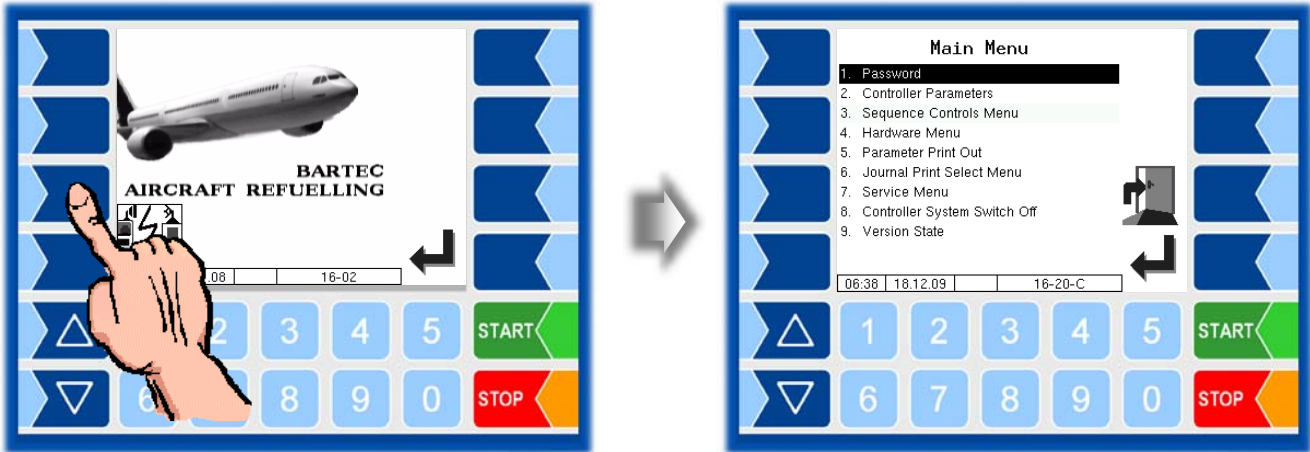 BARTEC
AIRCRAFT REFUELLING
.08 16-02
2 3 4 5 START
6 8 9 0 STOP
Main Menu
1. Password
2. Controller Parameters
3. Sequence Controls Menu
4. Hardware Menu
5. Parameter Print Out
6. Journal Print Select Menu
7. Service Menu
8. Controller System Switch Off
9. Version State
06:38 18.12.09 16-20-C
1 2 3 4 5 START
6 7 8 9 0 STOP